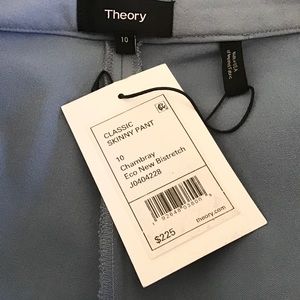 Theory
10
CLASSIC
SKINNY PANT
10
Chambray
Eco New Bistretch
J0404228
$225
theory.com